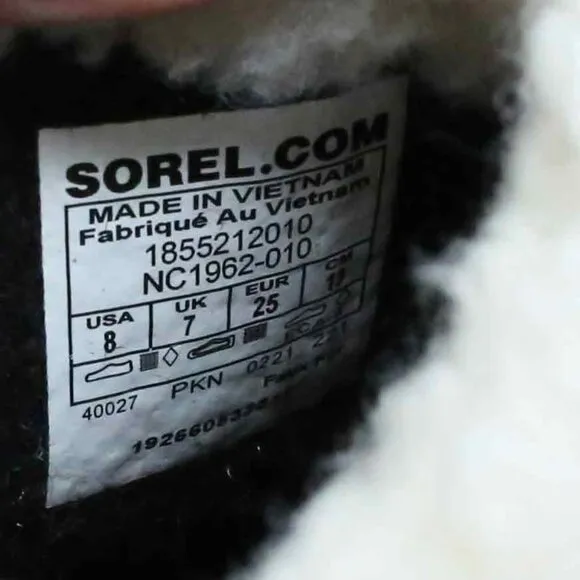 SOREL.COM
MADE IN VIETNAM
Fabriqué Au Vietnam
1855212010
NC1962-010
USA UK EUR CM
8 7 25
40027 PKN 0221